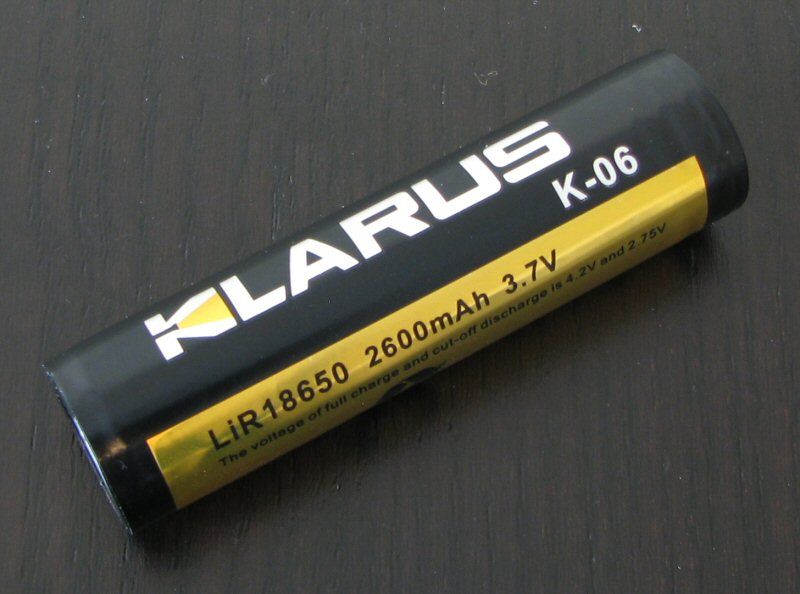 KLARUS
K-06
LiR18650 2600mAh 3.7V
The voltage of full charge and cut-off discharge is 4.2V and 2.75V